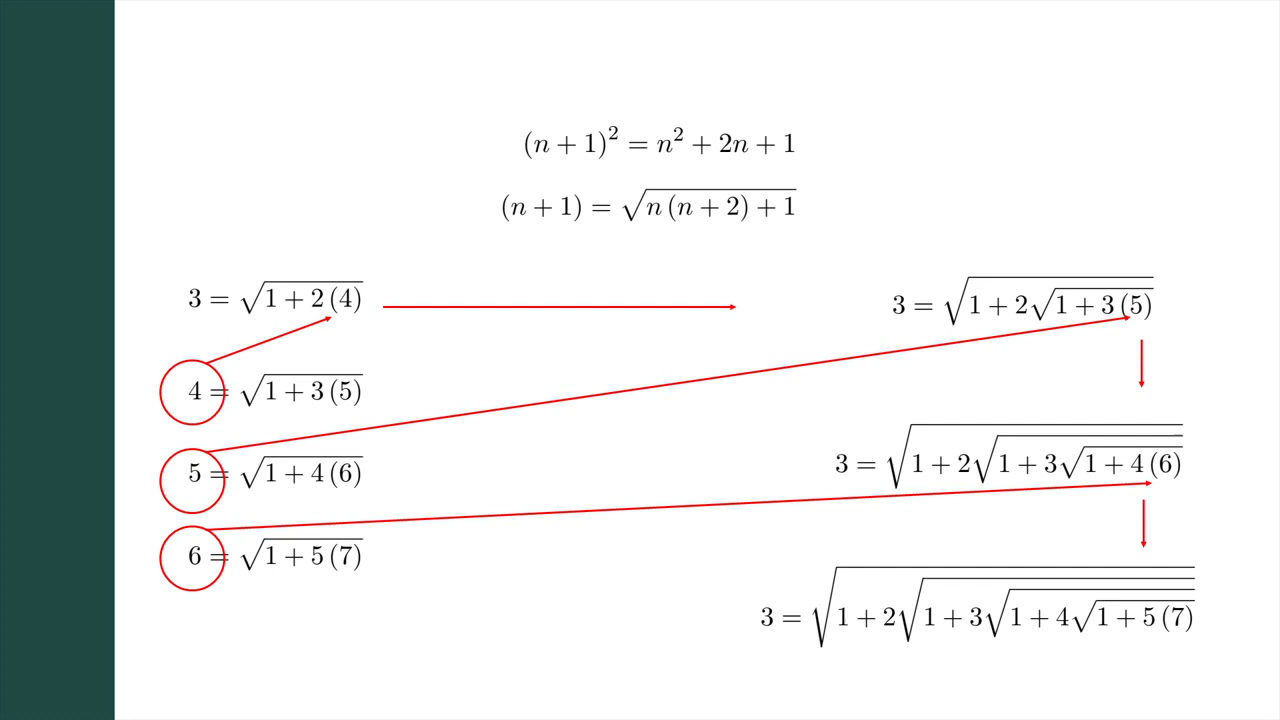 (n + 1)² = n² + 2n + 1
(n + 1) = √(n (n + 2) + 1)
3 = √(1 + 2 (4))
3 = √(1 + 2√(1 + 3 (5)))
4 = √(1 + 3 (5))
5 = √(1 + 4 (6))
3 = √(1 + 2√(1 + 3√(1 + 4 (6))))
6 = √(1 + 5 (7))
3 = √(1 + 2√(1 + 3√(1 + 4√(1 + 5 (7)))))